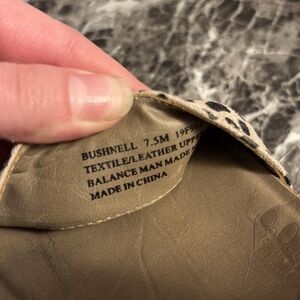 BUSHNELL 7.5M
TEXTILE/LEATHER
BALANCE MAN MADE
MADE IN CHINA